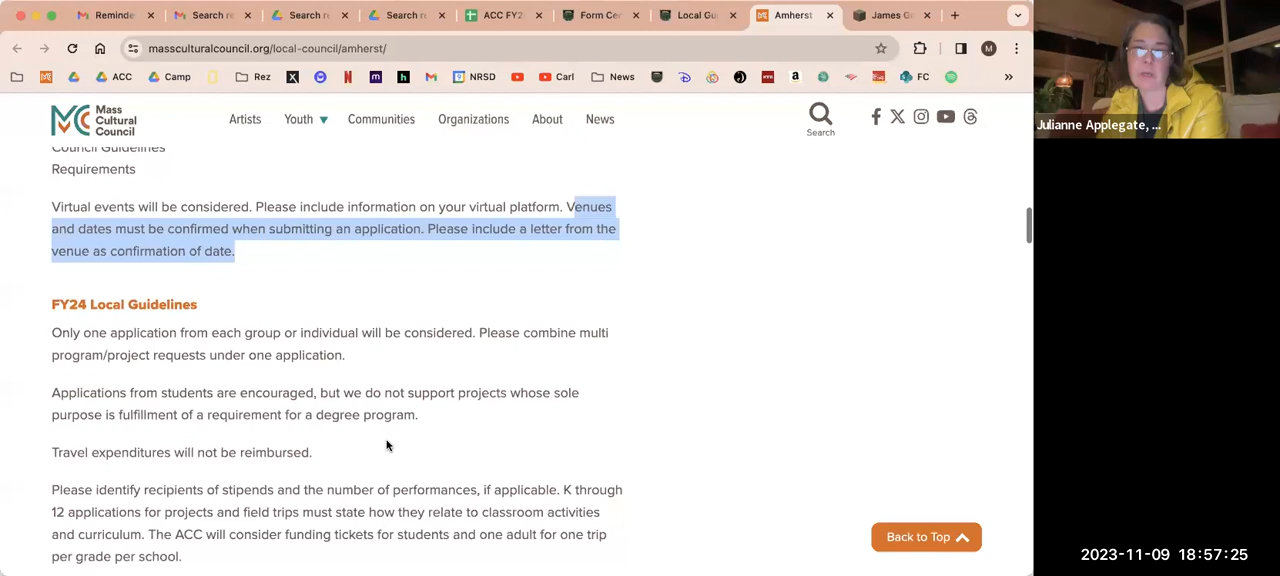 Reminde
Search re
Search re
Search re
ACC FY2
Form Cer
Local Gu
Amherst
James G
massculturalcouncil.org/local-council/amherst/
M
ACC
Camp
Rez
NRSD
Carl
News
FC
Mass
Cultural
Council
Artists
Youth
Communities
Organizations
About
News
Search
Council Guidelines
Requirements
Virtual events will be considered. Please include information on your virtual platform. Venues
and dates must be confirmed when submitting an application. Please include a letter from the
venue as confirmation of date.
FY24 Local Guidelines
Only one application from each group or individual will be considered. Please combine multi
program/project requests under one application.
Applications from students are encouraged, but we do not support projects whose sole
purpose is fulfillment of a requirement for a degree program.
Travel expenditures will not be reimbursed.
Please identify recipients of stipends and the number of performances, if applicable. K through
12 applications for projects and field trips must state how they relate to classroom activities
and curriculum. The ACC will consider funding tickets for students and one adult for one trip
per grade per school.
Back to Top
Julianne Applegate, ...
2023-11-09 18:57:25